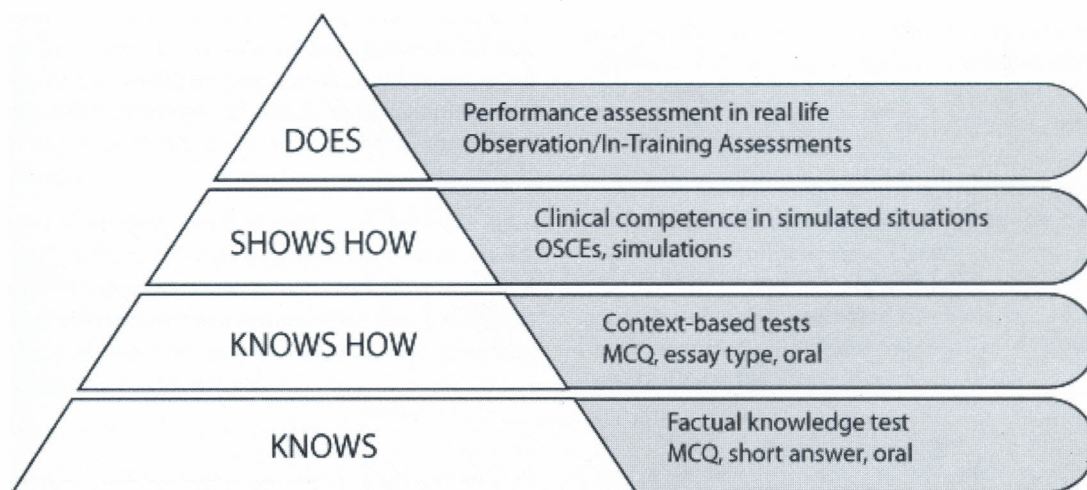 DOES
Performance assessment in real life
Observation/In-Training Assessments
SHOWS HOW
Clinical competence in simulated situations
OSCEs, simulations
KNOWS HOW
Context-based tests
MCQ, essay type, oral
KNOWS
Factual knowledge test
MCQ, short answer, oral